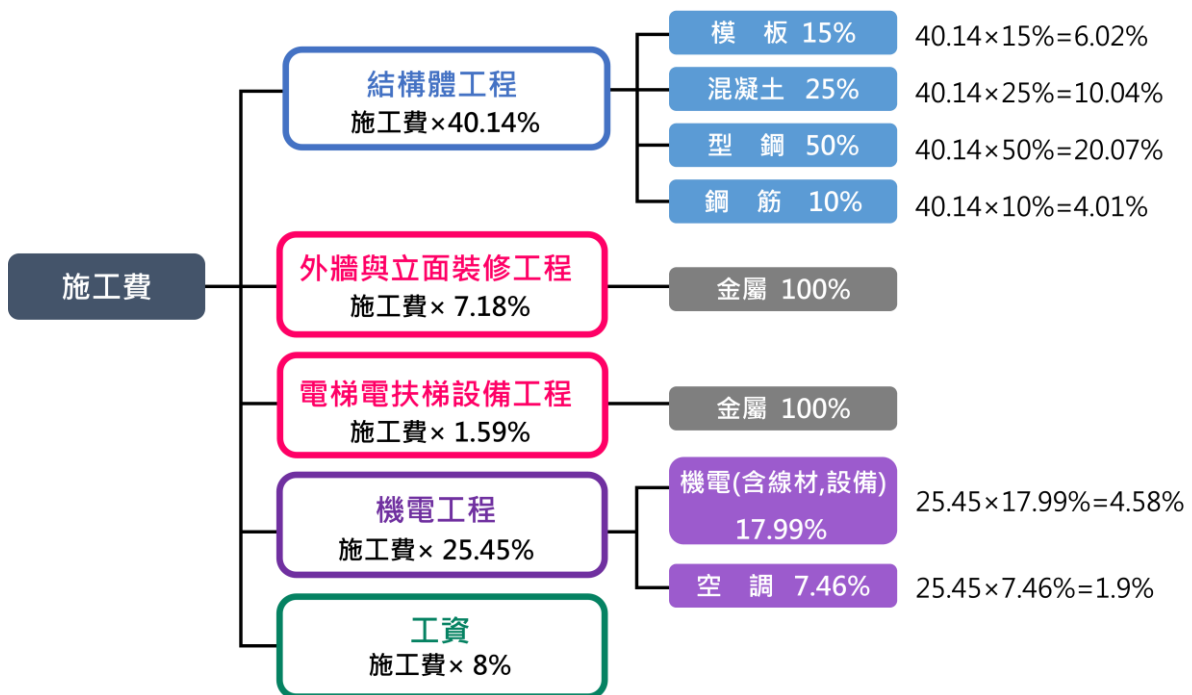 施工費
結構體工程
施工費×40.14%
模 板 15%
40.14×15%=6.02%
混凝土 25%
40.14×25%=10.04%
型 鋼 50%
40.14×50%=20.07%
鋼 筋 10%
40.14×10%=4.01%
外牆與立面裝修工程
施工費× 7.18%
金屬 100%
電梯電扶梯設備工程
施工費× 1.59%
金屬 100%
機電工程
施工費× 25.45%
機電(含線材,設備)
17.99%
25.45×17.99%=4.58%
空 調 7.46%
25.45×7.46%=1.9%
工資
施工費× 8%